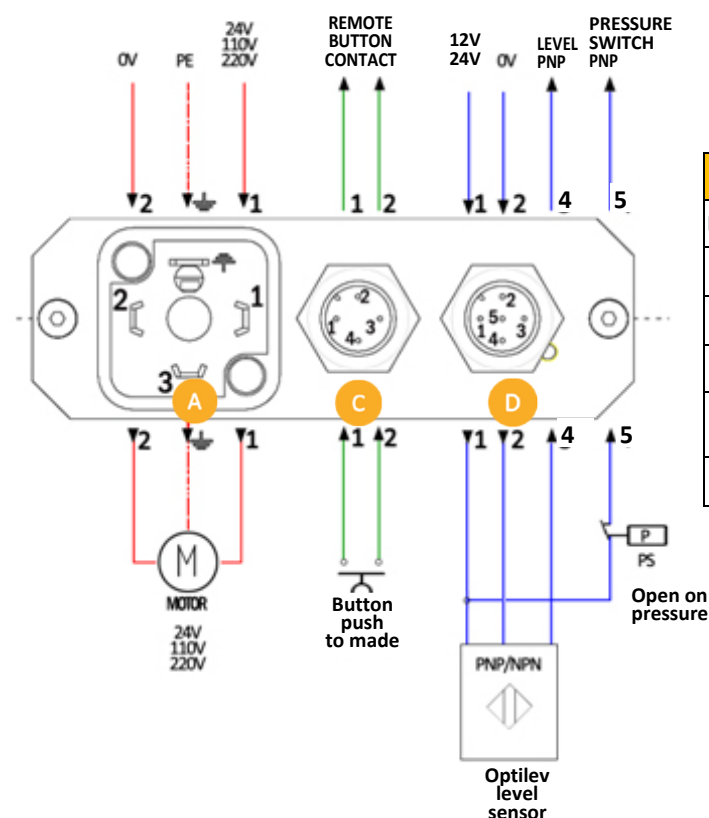 0V
PE
24V
110V
220V
REMOTE
BUTTON
CONTACT
12V
24V
0V
LEVEL
PNP
PRESSURE
SWITCH
PNP
2
1
1
2
1
2
4
5
2
1
3
2
1
3
4
2
5
1
3
4
A
C
D
2
1
1
2
1
2
4
5
M
MOTOR
24V
110V
220V
Button
push
to made
P
PS
Open on
pressure
PNP/NPN
Optilev
level
sensor